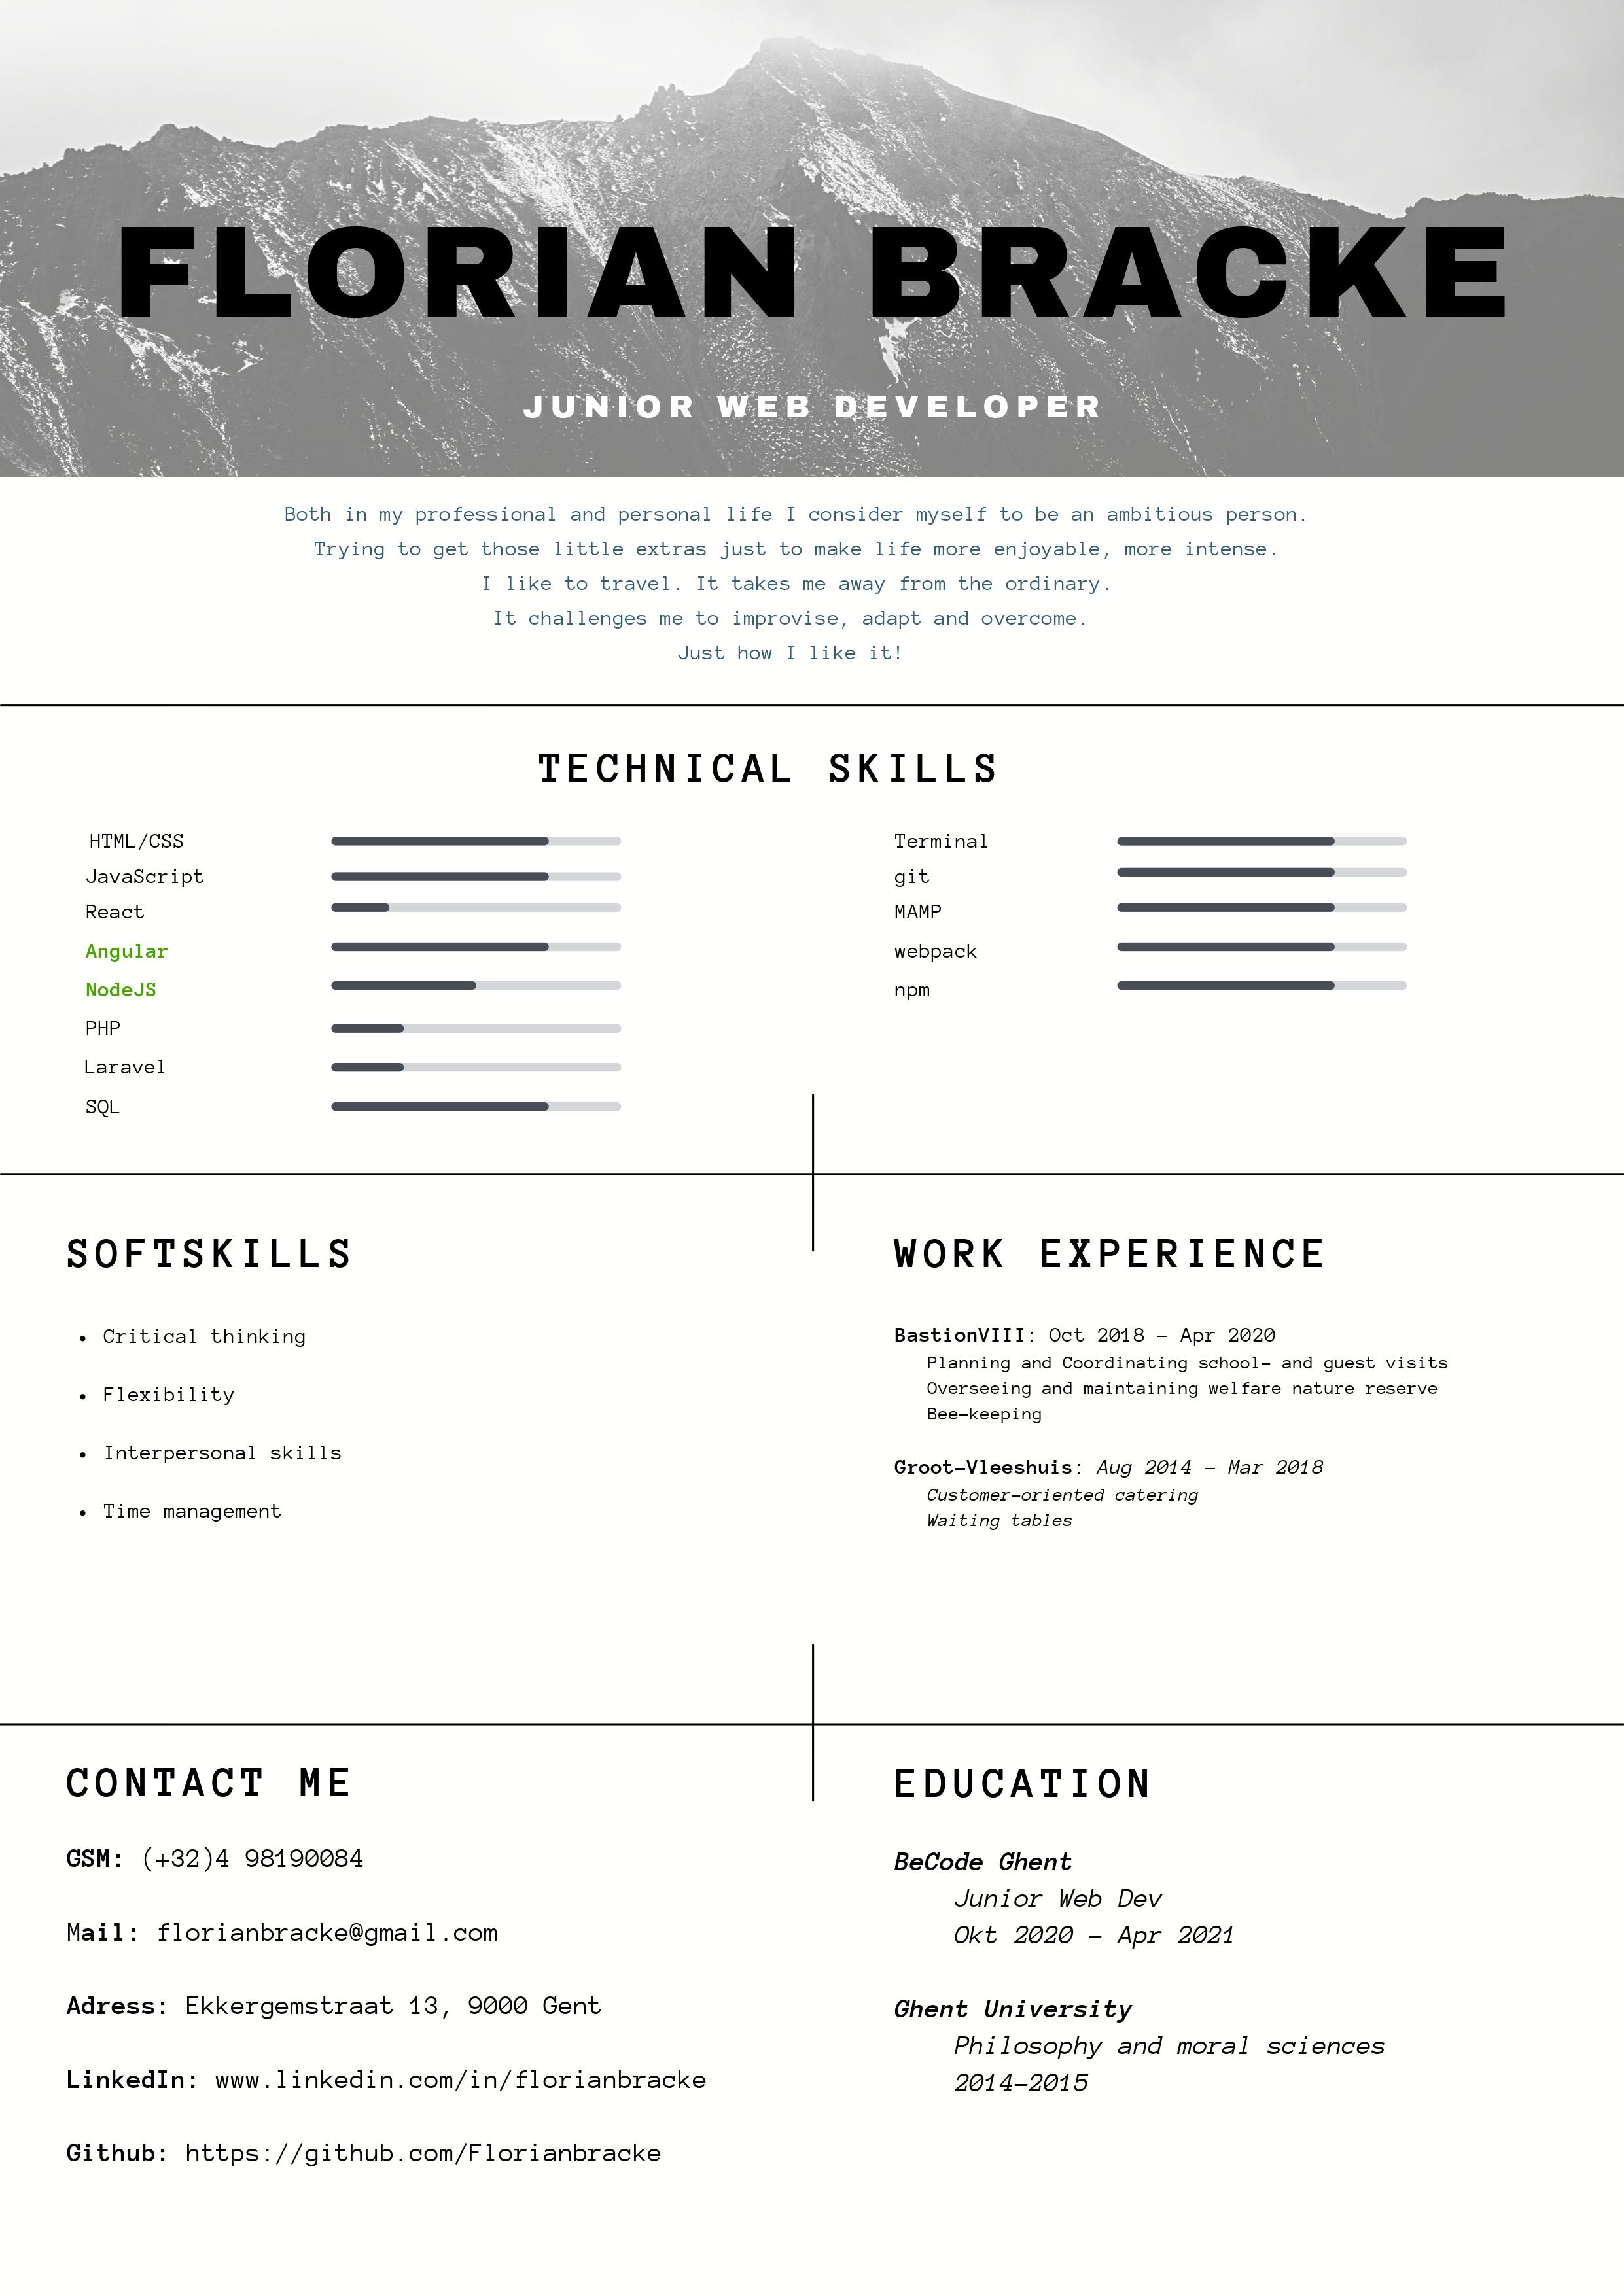 FLORIAN BRACKE
JUNIOR WEB DEVELOPER
Both in my professional and personal life I consider myself to be an ambitious person.
Trying to get those little extras just to make life more enjoyable, more intense.
I like to travel. It takes me away from the ordinary.
It challenges me to improvise, adapt and overcome.
Just how I like it!
TECHNICAL SKILLS
HTML/CSS
JavaScript
React
Angular
NodeJS
PHP
Laravel
SQL
Terminal
git
MAMP
webpack
npm
SOFTSKILLS
• Critical thinking
• Flexibility
• Interpersonal skills
• Time management
WORK EXPERIENCE
BastionVIII: Oct 2018 - Apr 2020
Planning and Coordinating school- and guest visits
Overseeing and maintaining welfare nature reserve
Bee-keeping
Groot-Vleeshuis: Aug 2014 - Mar 2018
Customer-oriented catering
Waiting tables
CONTACT ME
GSM: (+32)4 98190084
Mail: florianbracke@gmail.com
Adress: Ekkergemstraat 13, 9000 Gent
LinkedIn: www.linkedin.com/in/florianbracke
Github: https://github.com/Florianbracke
EDUCATION
BeCode Ghent
Junior Web Dev
Okt 2020 - Apr 2021
Ghent University
Philosophy and moral sciences
2014-2015